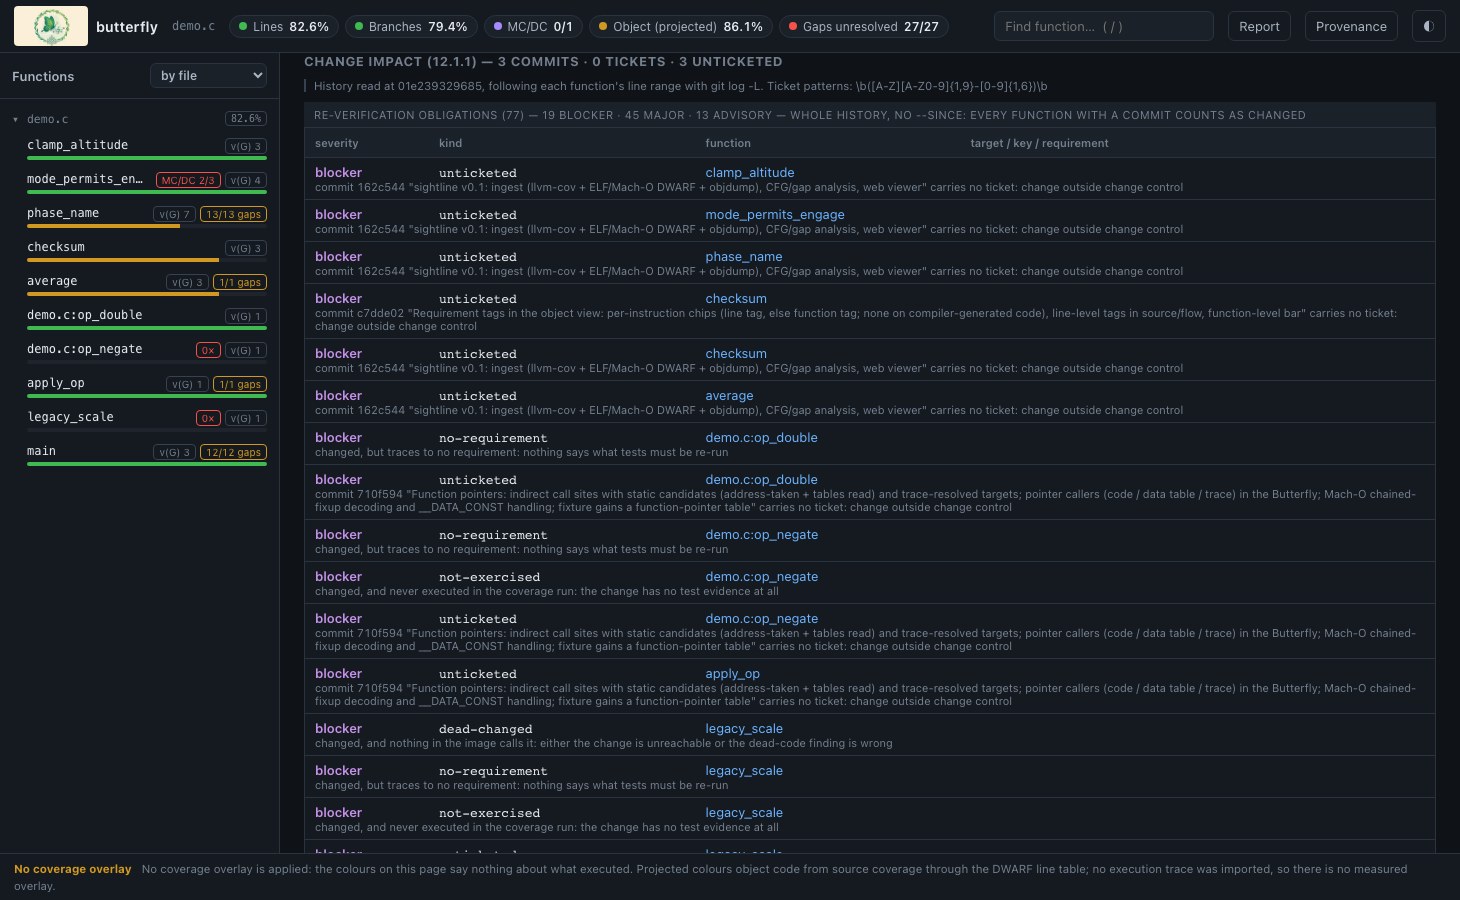 butterfly demo.c Lines 82.6% Branches 79.4% MC/DC 0/1 Object (projected) 86.1% Gaps unresolved 27/27 Find function... ( / ) Report Provenance
Functions by file
demo.c 82.6%
clamp_altitude v(G) 3
mode_permits_en… MC/DC 2/3 v(G) 4
phase_name v(G) 7 13/13 gaps
checksum v(G) 3
average v(G) 3 1/1 gaps
demo.c:op_double v(G) 1
demo.c:op_negate 0× v(G) 1
apply_op v(G) 1 1/1 gaps
legacy_scale 0× v(G) 1
main v(G) 3 12/12 gaps
CHANGE IMPACT (12.1.1) — 3 COMMITS · 0 TICKETS · 3 UNTICKETED
History read at 01e239329685, following each function's line range with git log -L. Ticket patterns: \b([A-Z][A-Z0-9]{1,9}-[0-9]{1,6})\b
RE-VERIFICATION OBLIGATIONS (77) — 19 BLOCKER · 45 MAJOR · 13 ADVISORY — WHOLE HISTORY, NO --SINCE: EVERY FUNCTION WITH A COMMIT COUNTS AS CHANGED
severity kind function target / key / requirement
blocker unticketed clamp_altitude
commit 162c544 "sightline v0.1: ingest (llvm-cov + ELF/Mach-O DWARF + objdump), CFG/gap analysis, web viewer" carries no ticket: change outside change control
blocker unticketed mode_permits_engage
commit 162c544 "sightline v0.1: ingest (llvm-cov + ELF/Mach-O DWARF + objdump), CFG/gap analysis, web viewer" carries no ticket: change outside change control
blocker unticketed phase_name
commit 162c544 "sightline v0.1: ingest (llvm-cov + ELF/Mach-O DWARF + objdump), CFG/gap analysis, web viewer" carries no ticket: change outside change control
blocker unticketed checksum
commit c7dde02 "Requirement tags in the object view: per-instruction chips (line tag, else function tag; none on compiler-generated code), line-level tags in source/flow, function-level bar" carries no ticket:
change outside change control
blocker unticketed checksum
commit 162c544 "sightline v0.1: ingest (llvm-cov + ELF/Mach-O DWARF + objdump), CFG/gap analysis, web viewer" carries no ticket: change outside change control
blocker unticketed average
commit 162c544 "sightline v0.1: ingest (llvm-cov + ELF/Mach-O DWARF + objdump), CFG/gap analysis, web viewer" carries no ticket: change outside change control
blocker no-requirement demo.c:op_double
changed, but traces to no requirement: nothing says what tests must be re-run
blocker unticketed demo.c:op_double
commit 710f594 "Function pointers: indirect call sites with static candidates (address-taken + tables read) and trace-resolved targets; pointer callers (code / data table / trace) in the Butterfly; Mach-O chained-
fixup decoding and __DATA_CONST handling; fixture gains a function-pointer table" carries no ticket: change outside change control
blocker no-requirement demo.c:op_negate
changed, but traces to no requirement: nothing says what tests must be re-run
blocker not-exercised demo.c:op_negate
changed, and never executed in the coverage run: the change has no test evidence at all
blocker unticketed demo.c:op_negate
commit 710f594 "Function pointers: indirect call sites with static candidates (address-taken + tables read) and trace-resolved targets; pointer callers (code / data table / trace) in the Butterfly; Mach-O chained-
fixup decoding and __DATA_CONST handling; fixture gains a function-pointer table" carries no ticket: change outside change control
blocker unticketed apply_op
commit 710f594 "Function pointers: indirect call sites with static candidates (address-taken + tables read) and trace-resolved targets; pointer callers (code / data table / trace) in the Butterfly; Mach-O chained-
fixup decoding and __DATA_CONST handling; fixture gains a function-pointer table" carries no ticket: change outside change control
blocker dead-changed legacy_scale
changed, and nothing in the image calls it: either the change is unreachable or the dead-code finding is wrong
blocker no-requirement legacy_scale
changed, but traces to no requirement: nothing says what tests must be re-run
blocker not-exercised legacy_scale
changed, and never executed in the coverage run: the change has no test evidence at all
No coverage overlay No coverage overlay is applied: the colours on this page say nothing about what executed. Projected colours object code from source coverage through the DWARF line table; no execution trace was imported, so there is no measured
overlay.